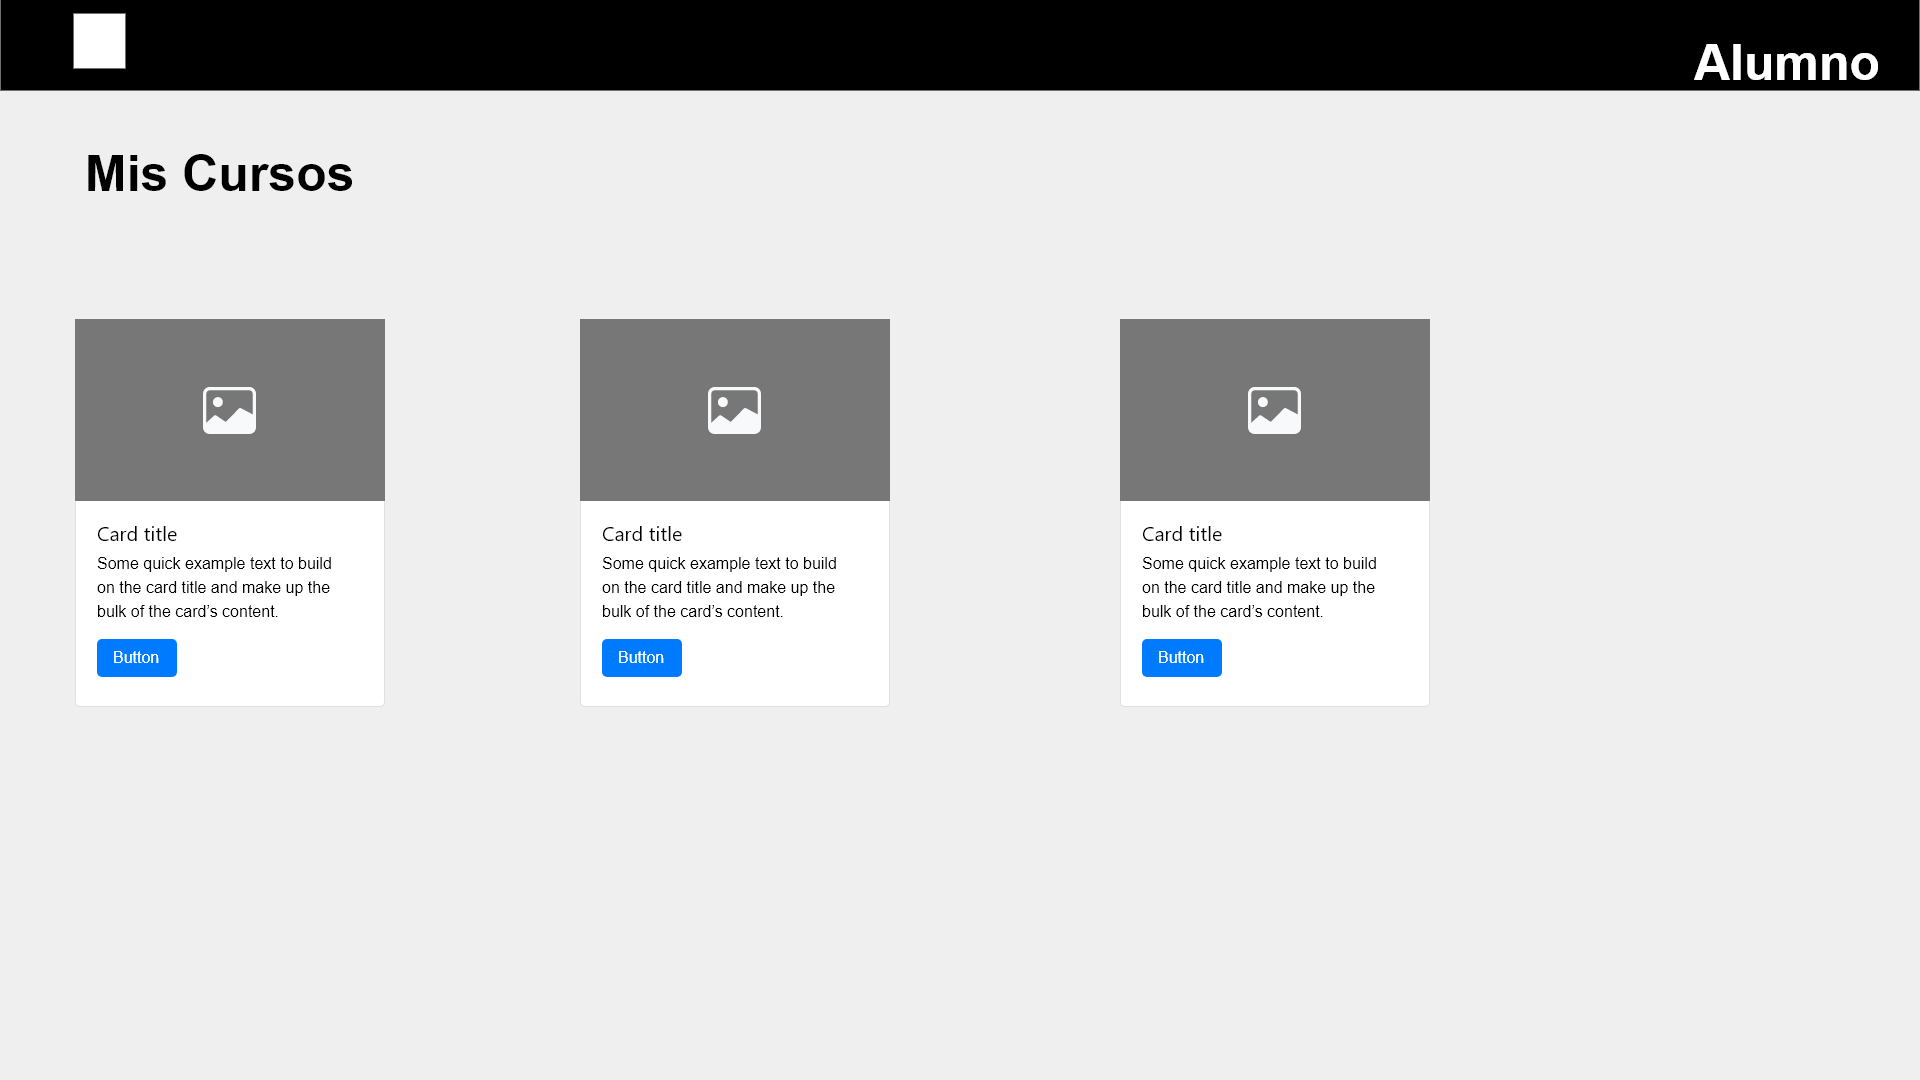 Alumno
Mis Cursos
Card title
Some quick example text to build
on the card title and make up the
bulk of the card’s content.
Button
Card title
Some quick example text to build
on the card title and make up the
bulk of the card’s content.
Button
Card title
Some quick example text to build
on the card title and make up the
bulk of the card’s content.
Button